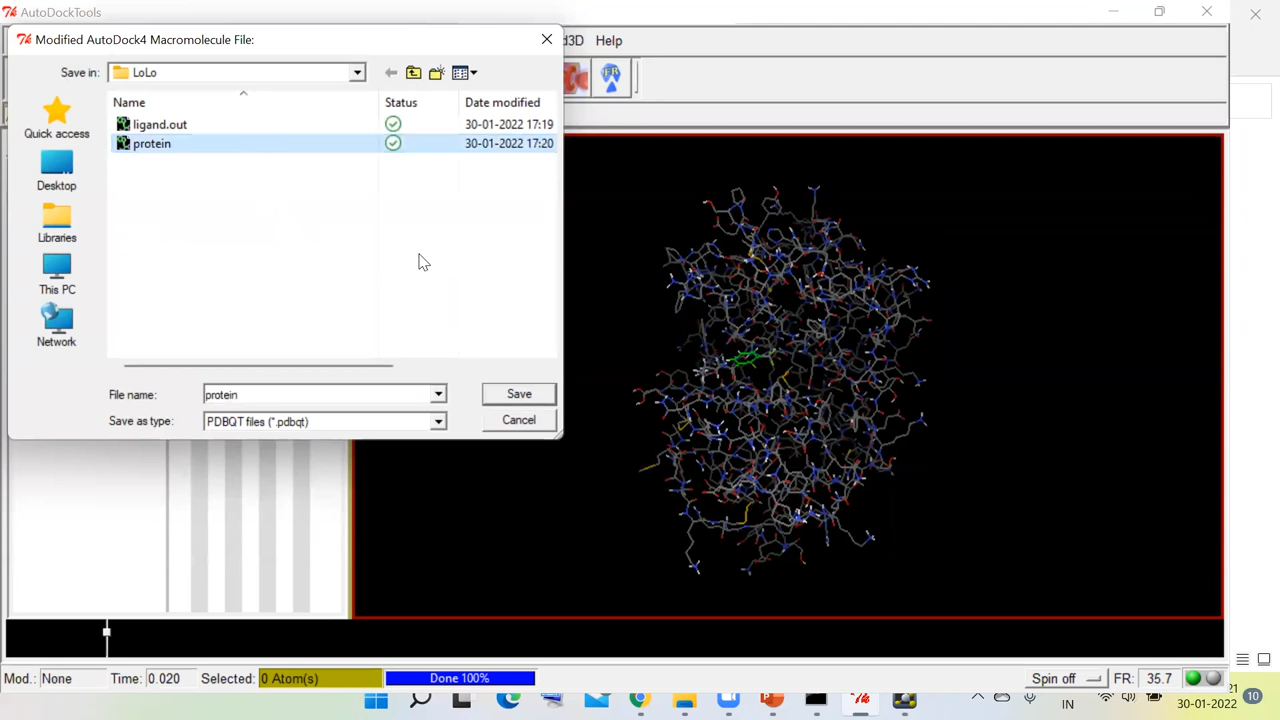 AutoDockTools
Modified AutoDock4 Macromolecule File:
d3D Help
Save in: LoLo
FR
Name Status Date modified
ligand.out 30-01-2022 17:19
protein 30-01-2022 17:20
Quick access
Desktop
Libraries
This PC
Network
File name: protein Save
Save as type: PDBQT files (*.pdbqt) Cancel
Mod.: None Time: 0.020 Selected: 0 Atom(s) Done 100% Spin off FR: 35.7
21
IN 30-01-2022 10